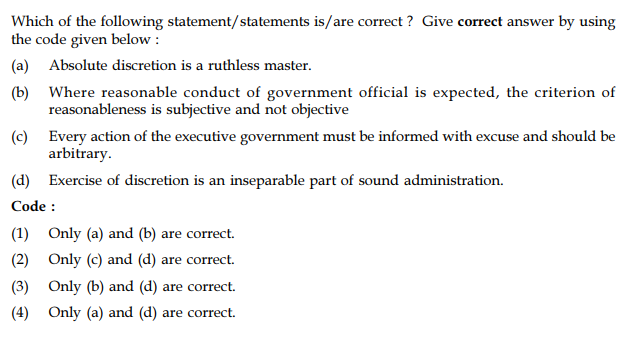 Which of the following statement/statements is/are correct ? Give correct answer by using
the code given below :
(a) Absolute discretion is a ruthless master.
(b) Where reasonable conduct of government official is expected, the criterion of
reasonableness is subjective and not objective
(c) Every action of the executive government must be informed with excuse and should be
arbitrary.
(d) Exercise of discretion is an inseparable part of sound administration.
Code :
(1) Only (a) and (b) are correct.
(2) Only (c) and (d) are correct.
(3) Only (b) and (d) are correct.
(4) Only (a) and (d) are correct.